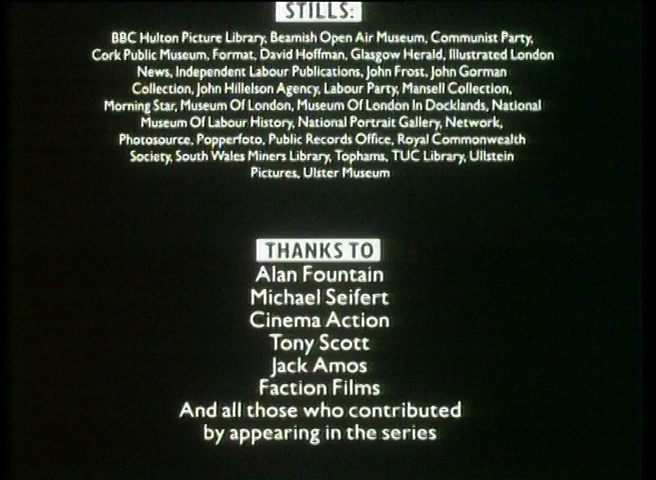 STILLS:
BBC Hulton Picture Library, Beamish Open Air Museum, Communist Party,
Cork Public Museum, Format, David Hoffman, Glasgow Herald, Illustrated London
News, Independent Labour Publications, John Frost, John Gorman
Collection, John Hillelson Agency, Labour Party, Mansell Collection,
Morning Star, Museum Of London, Museum Of London In Docklands, National
Museum Of Labour History, National Portrait Gallery, Network,
Photosource, Popperfoto, Public Records Office, Royal Commonwealth
Society, South Wales Miners Library, Tophams, TUC Library, Ullstein
Pictures, Ulster Museum
THANKS TO
Alan Fountain
Michael Seifert
Cinema Action
Tony Scott
Jack Amos
Faction Films
And all those who contributed
by appearing in the series